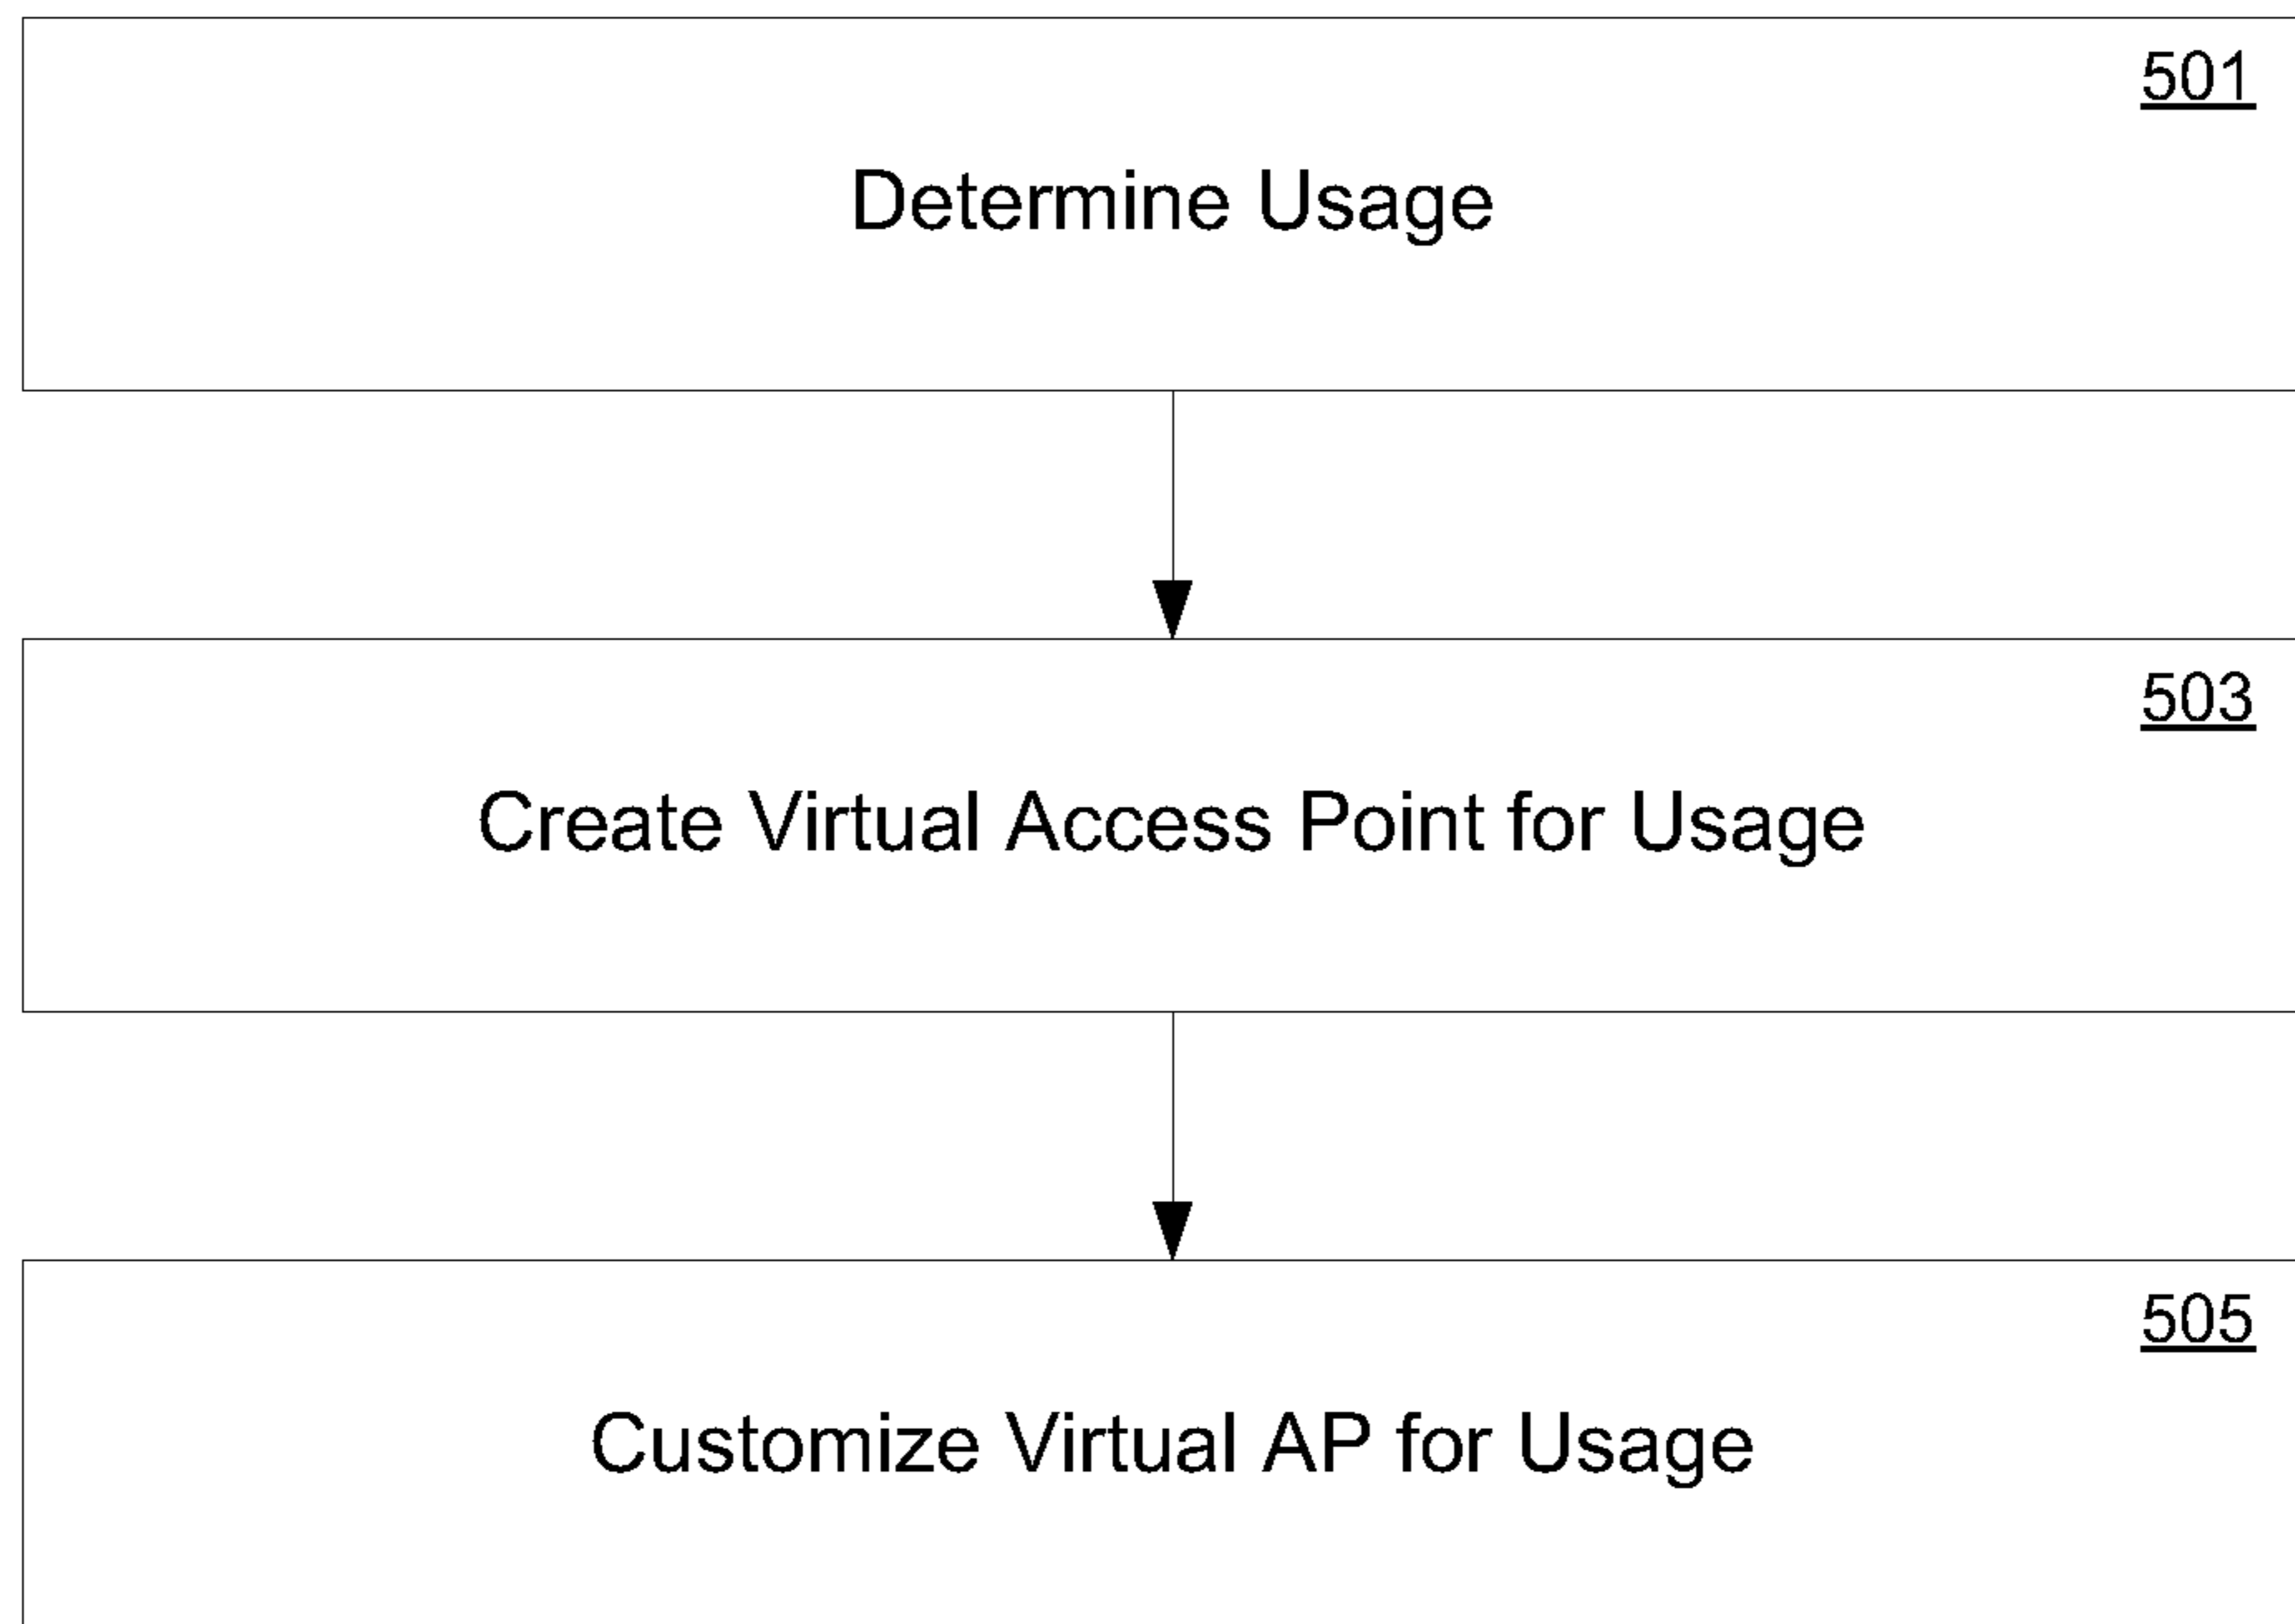 501
Determine Usage
503
Create Virtual Access Point for Usage
505
Customize Virtual AP for Usage